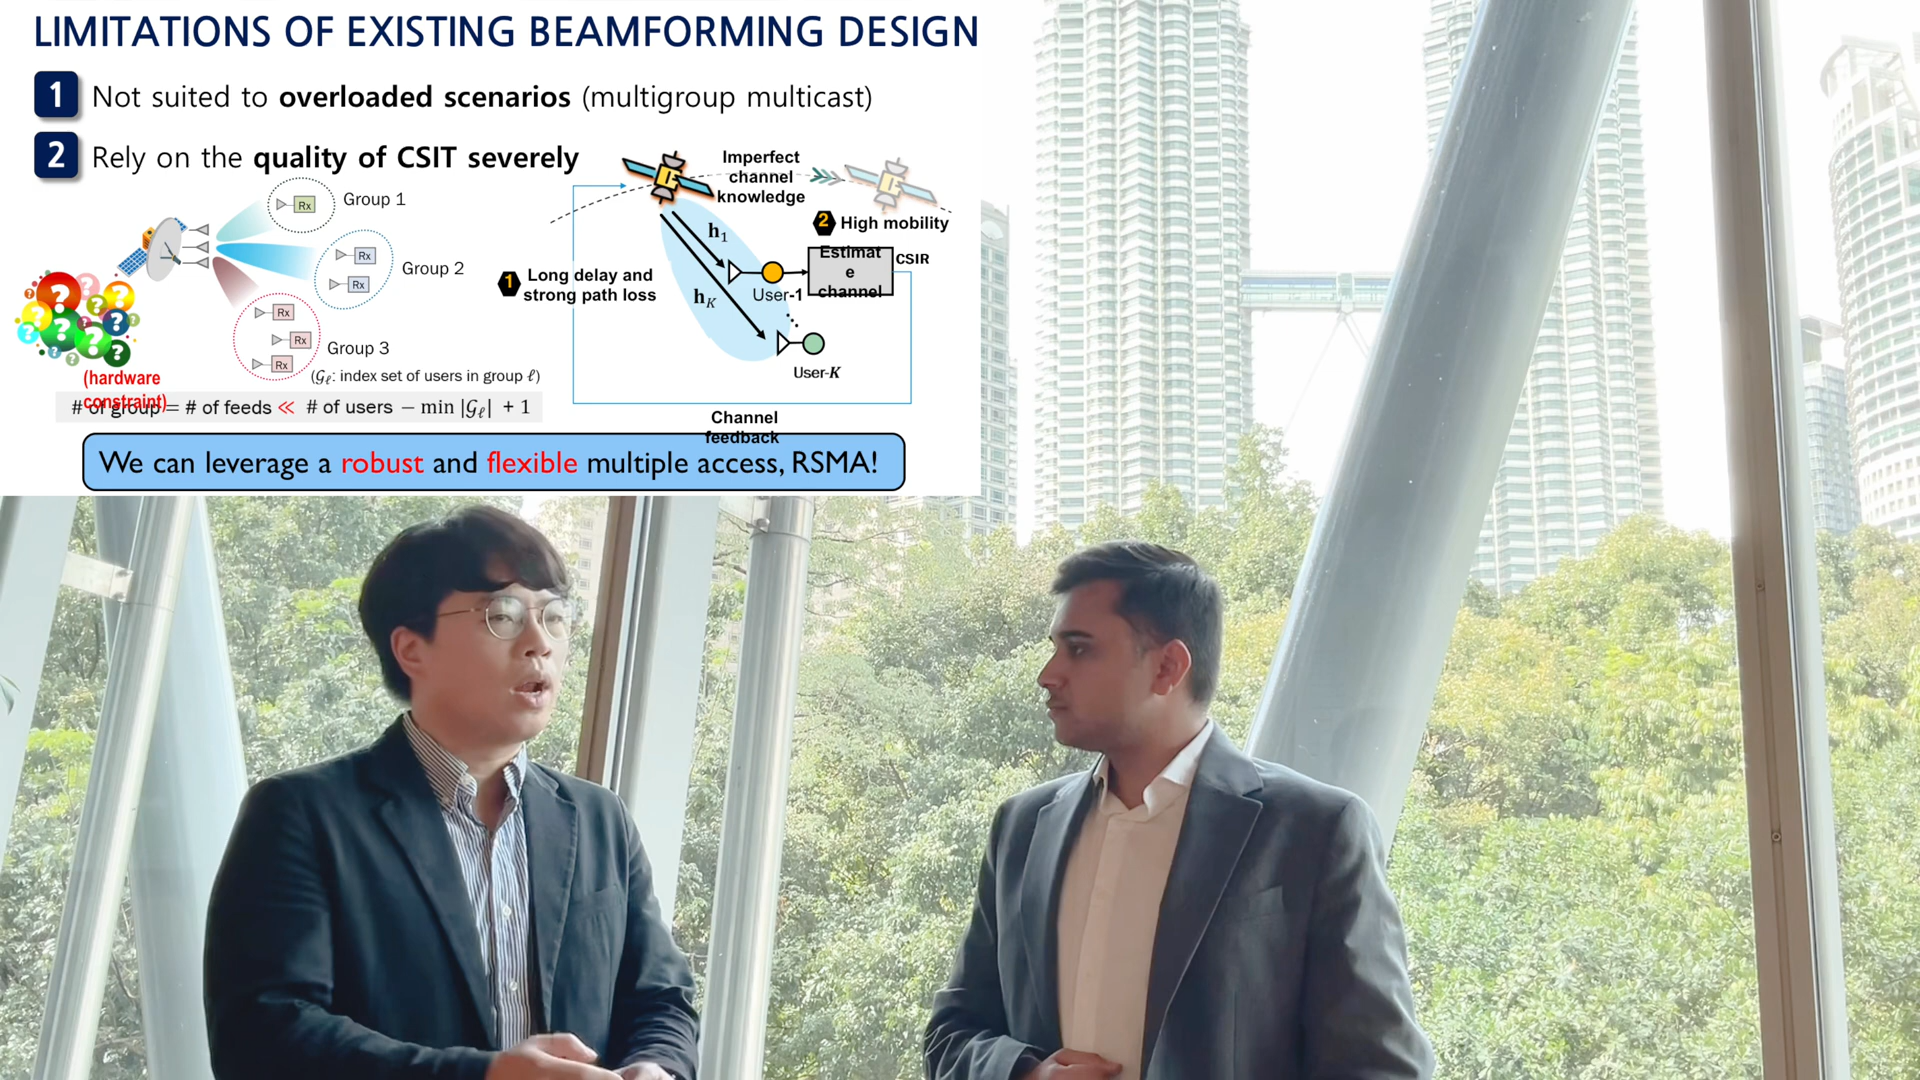 LIMITATIONS OF EXISTING BEAMFORMING DESIGN
1 Not suited to overloaded scenarios (multigroup multicast)
2 Rely on the quality of CSIT severely
Rx
Group 1
Rx
Rx
Group 2
Rx
Rx
Rx
Group 3
(𝒢ℓ: index set of users in group ℓ)
(hardware
constraint)
# of group = # of feeds ≪ # of users − min |𝒢ℓ| + 1
Imperfect
channel
knowledge
2 High mobility
1 Long delay and
strong path loss
h1
hK
User-1
Estimat
e
channel
CSIR
User-K
Channel
feedback
We can leverage a robust and flexible multiple access, RSMA!